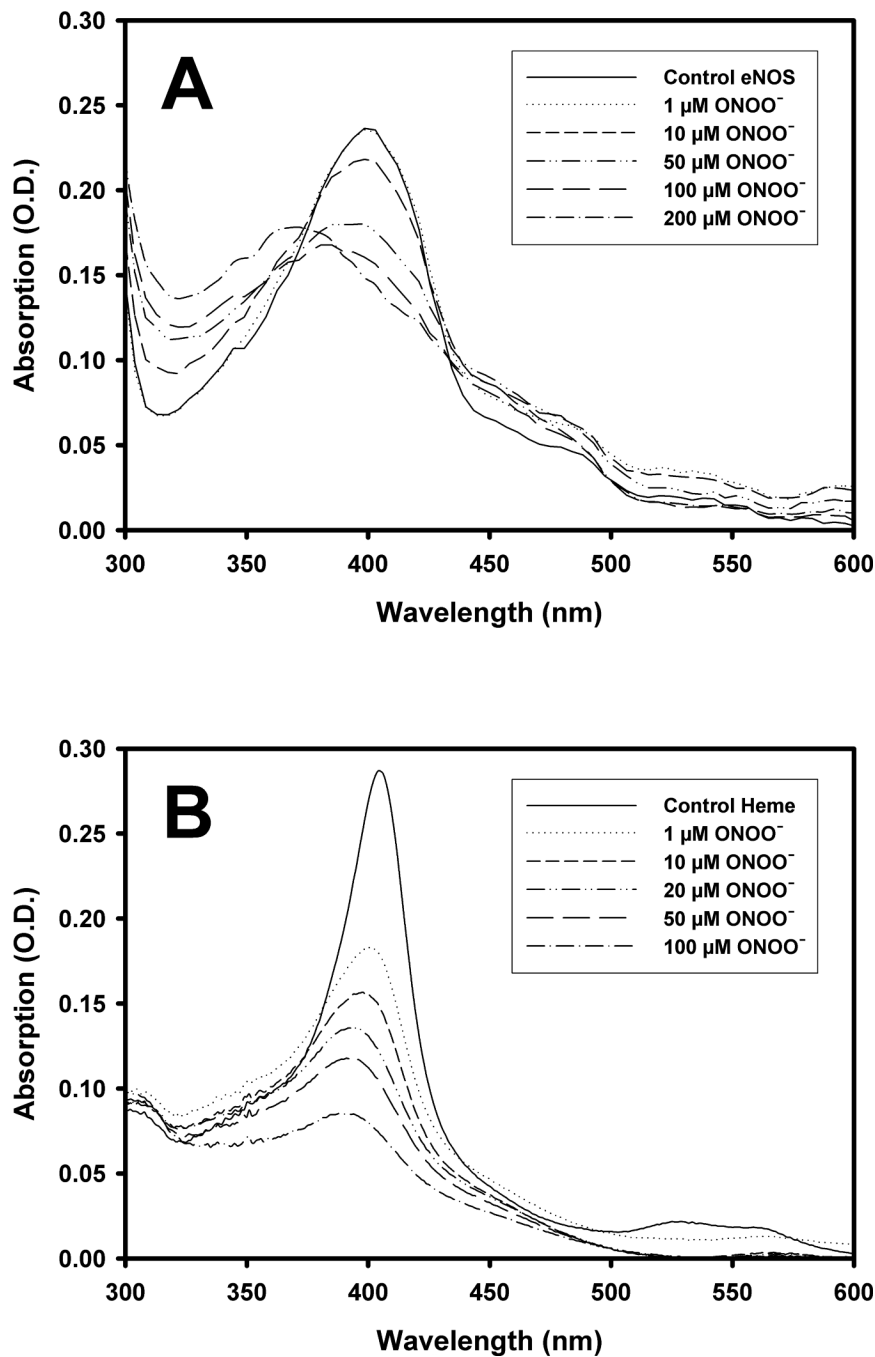 A
Control eNOS
1 µM ONOO⁻
10 µM ONOO⁻
50 µM ONOO⁻
100 µM ONOO⁻
200 µM ONOO⁻
Absorption (O.D.)
0.30
0.25
0.20
0.15
0.10
0.05
0.00
300 350 400 450 500 550 600
Wavelength (nm)
B
Control Heme
1 µM ONOO⁻
10 µM ONOO⁻
20 µM ONOO⁻
50 µM ONOO⁻
100 µM ONOO⁻
Absorption (O.D.)
0.30
0.25
0.20
0.15
0.10
0.05
0.00
300 350 400 450 500 550 600
Wavelength (nm)